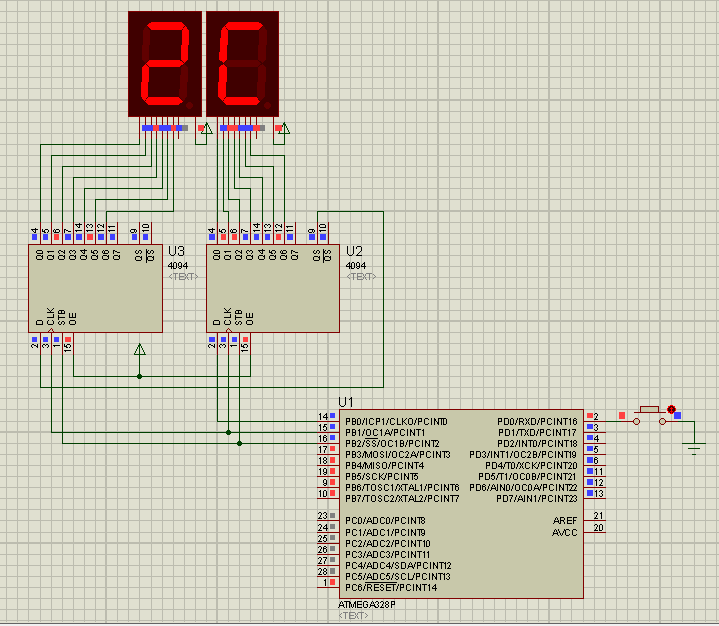 2C
4 5 6 7 14 13 12 11 9 10
Q0 Q1 Q2 Q3 Q4 Q5 Q6 Q7 QS QS
U3
4094
<TEXT>
D CLK STB OE
2 3 1 15
4 5 6 7 14 13 12 11 9 10
Q0 Q1 Q2 Q3 Q4 Q5 Q6 Q7 QS QS
U2
4094
<TEXT>
D CLK STB OE
2 3 1 15
U1
14 PB0/ICP1/CLKO/PCINT0 PD0/RXD/PCINT16 2
15 PB1/OC1A/PCINT1 PD1/TXD/PCINT17 3
16 PB2/SS/OC1B/PCINT2 PD2/INT0/PCINT18 4
17 PB3/MOSI/OC2A/PCINT3 PD3/INT1/OC2B/PCINT19 5
18 PB4/MISO/PCINT4 PD4/T0/XCK/PCINT20 6
19 PB5/SCK/PCINT5 PD5/T1/OC0B/PCINT21 11
9 PB6/TOSC1/XTAL1/PCINT6 PD6/AIN0/OC0A/PCINT22 12
10 PB7/TOSC2/XTAL2/PCINT7 PD7/AIN1/PCINT23 13
23 PC0/ADC0/PCINT8 AREF 21
24 PC1/ADC1/PCINT9 AVCC 20
25 PC2/ADC2/PCINT10
26 PC3/ADC3/PCINT11
27 PC4/ADC4/SDA/PCINT12
28 PC5/ADC5/SCL/PCINT13
1 PC6/RESET/PCINT14
ATMEGA328P
<TEXT>